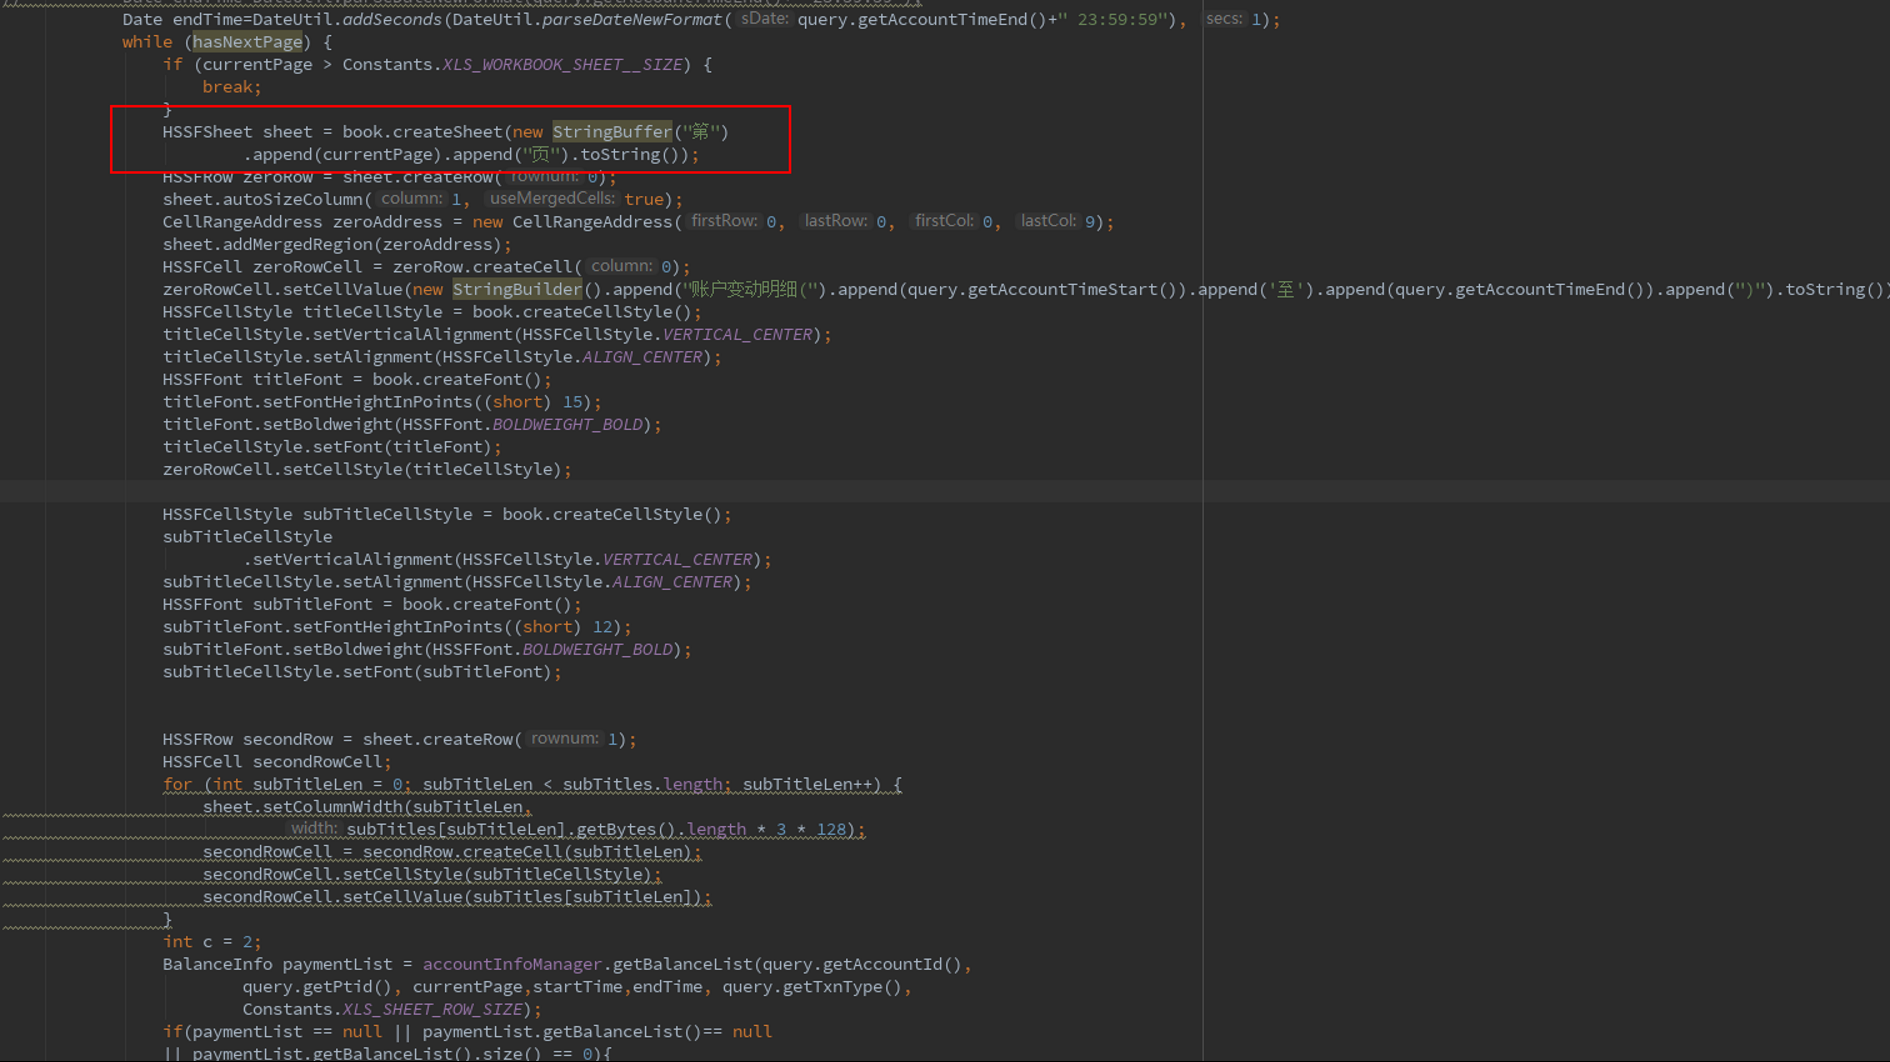 Date endTime=DateUtil.addSeconds(DateUtil.parseDateNewFormat( sDate: query.getAccountTimeEnd()+" 23:59:59"), secs: 1);
while (hasNextPage) {
if (currentPage > Constants.XLS_WORKBOOK_SHEET__SIZE) {
break;
}
HSSFSheet sheet = book.createSheet(new StringBuffer("第")
.append(currentPage).append("页").toString());
HSSFRow zeroRow = sheet.createRow( rownum: 0);
sheet.autoSizeColumn( column: 1, useMergedCells: true);
CellRangeAddress zeroAddress = new CellRangeAddress( firstRow: 0, lastRow: 0, firstCol: 0, lastCol: 9);
sheet.addMergedRegion(zeroAddress);
HSSFCell zeroRowCell = zeroRow.createCell( column: 0);
zeroRowCell.setCellValue(new StringBuilder().append("账户变动明细(").append(query.getAccountTimeStart()).append('至').append(query.getAccountTimeEnd()).append(")").toString())
HSSFCellStyle titleCellStyle = book.createCellStyle();
titleCellStyle.setVerticalAlignment(HSSFCellStyle.VERTICAL_CENTER);
titleCellStyle.setAlignment(HSSFCellStyle.ALIGN_CENTER);
HSSFFont titleFont = book.createFont();
titleFont.setFontHeightInPoints((short) 15);
titleFont.setBoldweight(HSSFFont.BOLDWEIGHT_BOLD);
titleCellStyle.setFont(titleFont);
zeroRowCell.setCellStyle(titleCellStyle);
HSSFCellStyle subTitleCellStyle = book.createCellStyle();
subTitleCellStyle
.setVerticalAlignment(HSSFCellStyle.VERTICAL_CENTER);
subTitleCellStyle.setAlignment(HSSFCellStyle.ALIGN_CENTER);
HSSFFont subTitleFont = book.createFont();
subTitleFont.setFontHeightInPoints((short) 12);
subTitleFont.setBoldweight(HSSFFont.BOLDWEIGHT_BOLD);
subTitleCellStyle.setFont(subTitleFont);
HSSFRow secondRow = sheet.createRow( rownum: 1);
HSSFCell secondRowCell;
for (int subTitleLen = 0; subTitleLen < subTitles.length; subTitleLen++) {
sheet.setColumnWidth(subTitleLen,
width: subTitles[subTitleLen].getBytes().length * 3 * 128);
secondRowCell = secondRow.createCell(subTitleLen);
secondRowCell.setCellStyle(subTitleCellStyle);
secondRowCell.setCellValue(subTitles[subTitleLen]);
}
int c = 2;
BalanceInfo paymentList = accountInfoManager.getBalanceList(query.getAccountId(),
query.getPtid(), currentPage,startTime,endTime, query.getTxnType(),
Constants.XLS_SHEET_ROW_SIZE);
if(paymentList == null || paymentList.getBalanceList()== null
|| paymentList.getBalanceList().size() == 0){